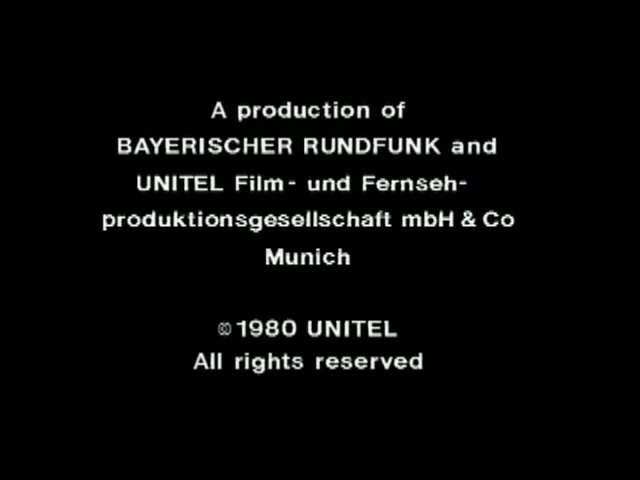 A production of
BAYERISCHER RUNDFUNK and
UNITEL Film- und Fernseh-
produktionsgesellschaft mbH & Co
Munich
©1980 UNITEL
All rights reserved